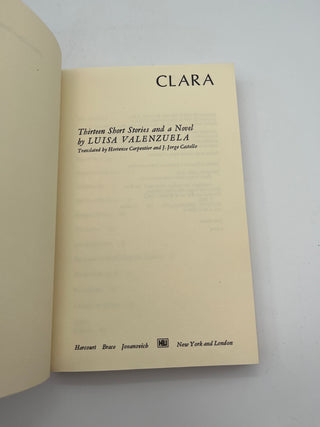 CLARA
Thirteen Short Stories and a Novel
by LUISA VALENZUELA
Translated by Hortense Carpentier and J. Jorge Castello
Harcourt Brace Jovanovich HBJ New York and London